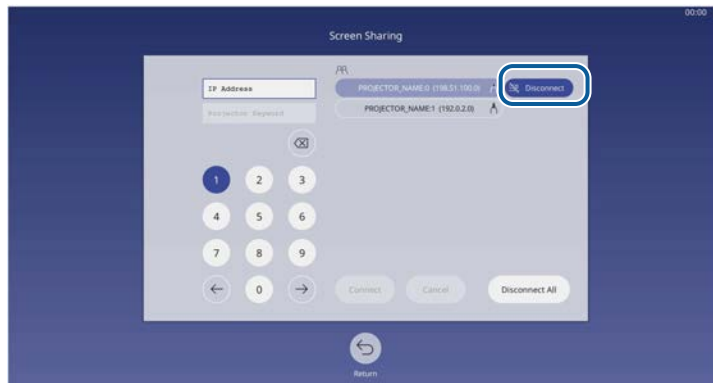 00:00
Screen Sharing
IP Address
Projector Keyword
PROJECTOR_NAME:0 (198.51.100.0)
Disconnect
PROJECTOR_NAME:1 (192.0.2.0)
1 2 3
4 5 6
7 8 9
0
Connect
Cancel
Disconnect All
Return